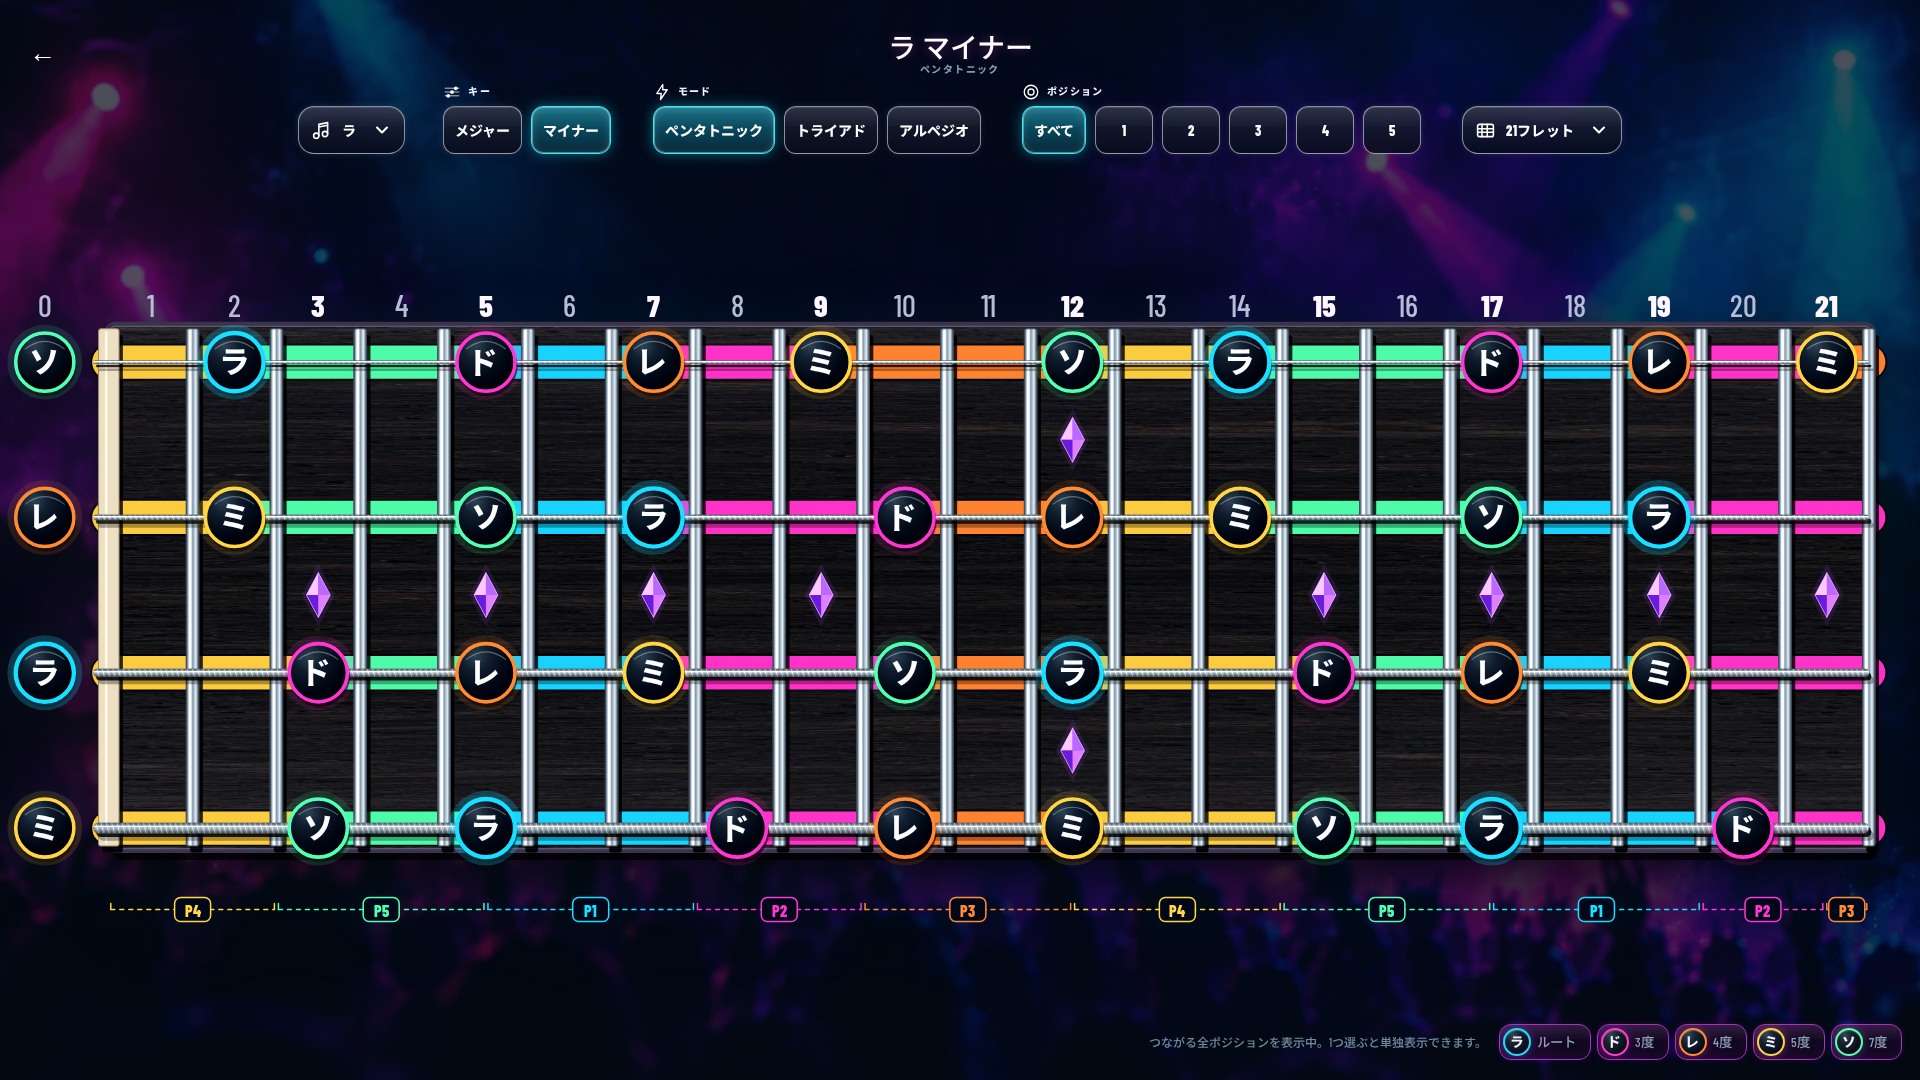 ←
ラ マイナー
ペンタトニック
キー
モード
ポジション
ラ
メジャー
マイナー
ペンタトニック
トライアド
アルペジオ
すべて
1
2
3
4
5
21フレット
0 1 2 3 4 5 6 7 8 9 10 11 12 13 14 15 16 17 18 19 20 21
ソ ラ ド レ ミ ソ ラ ド レ ミ
レ ミ ソ ラ ド レ ミ ソ ラ
ラ ド レ ミ ソ ラ ド レ ミ
ミ ソ ラ ド レ ミ ソ ラ ド
P4 P5 P1 P2 P3 P4 P5 P1 P2 P3
つながる全ポジションを表示中。1つ選ぶと単独表示できます。
ラ ルート
ド 3度
レ 4度
ミ 5度
ソ 7度